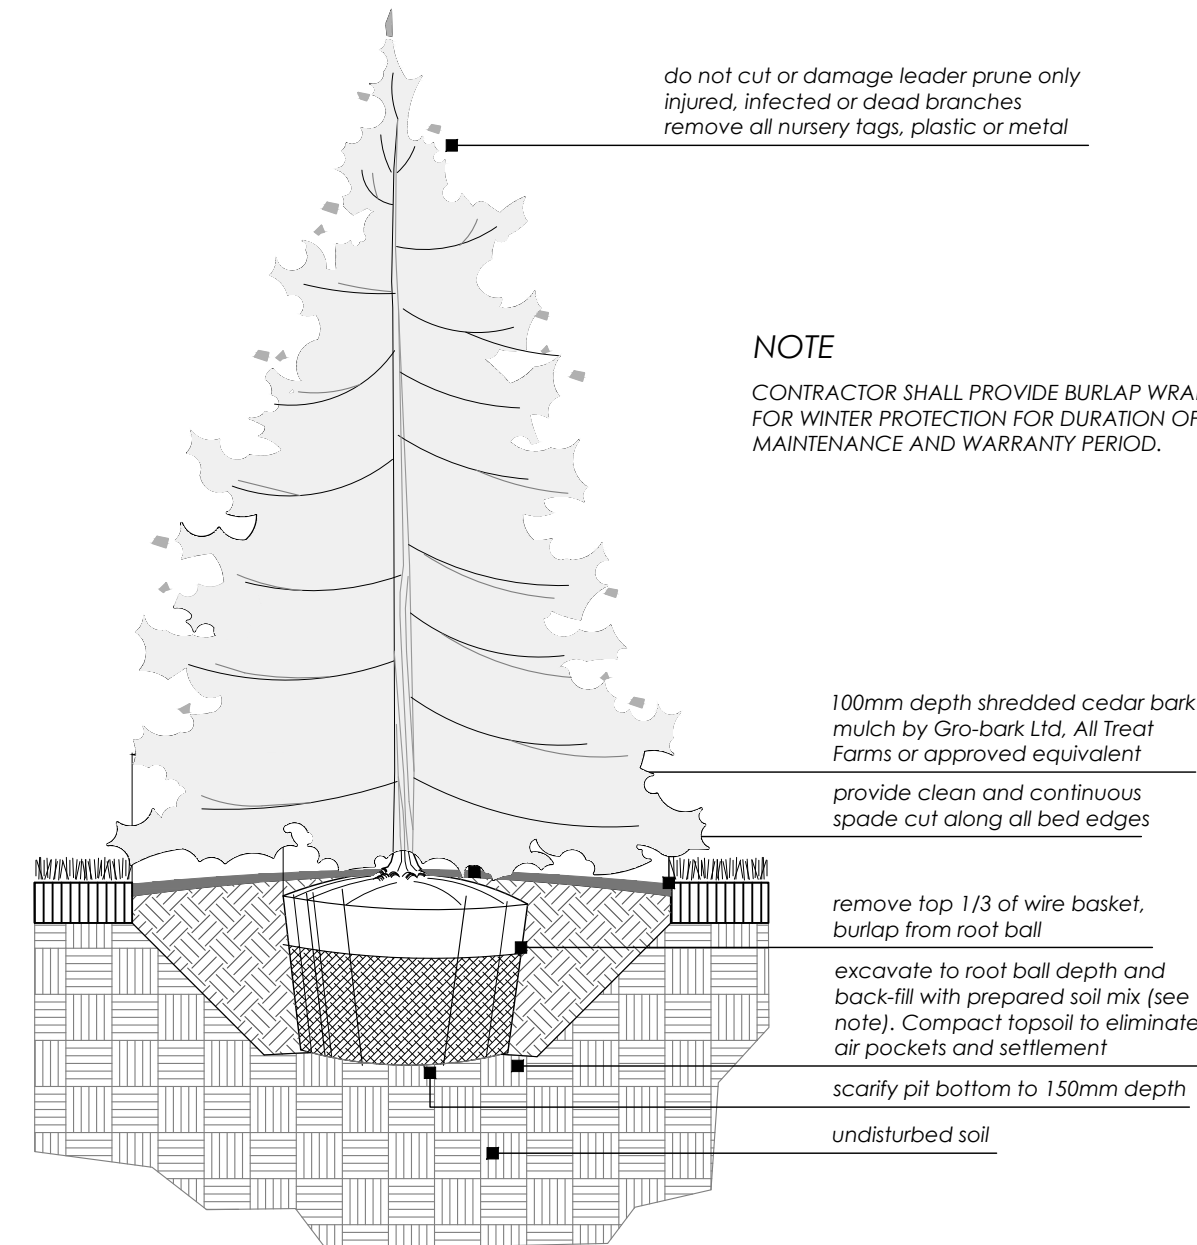 do not cut or damage leader prune only
injured, infected or dead branches
remove all nursery tags, plastic or metal
NOTE
CONTRACTOR SHALL PROVIDE BURLAP WRAP
FOR WINTER PROTECTION FOR DURATION OF
MAINTENANCE AND WARRANTY PERIOD.
100mm depth shredded cedar bark
mulch by Gro-bark Ltd, All Treat
Farms or approved equivalent
provide clean and continuous
spade cut along all bed edges
remove top 1/3 of wire basket,
burlap from root ball
excavate to root ball depth and
back-fill with prepared soil mix (see
note). Compact topsoil to eliminate
air pockets and settlement
scarify pit bottom to 150mm depth
undisturbed soil